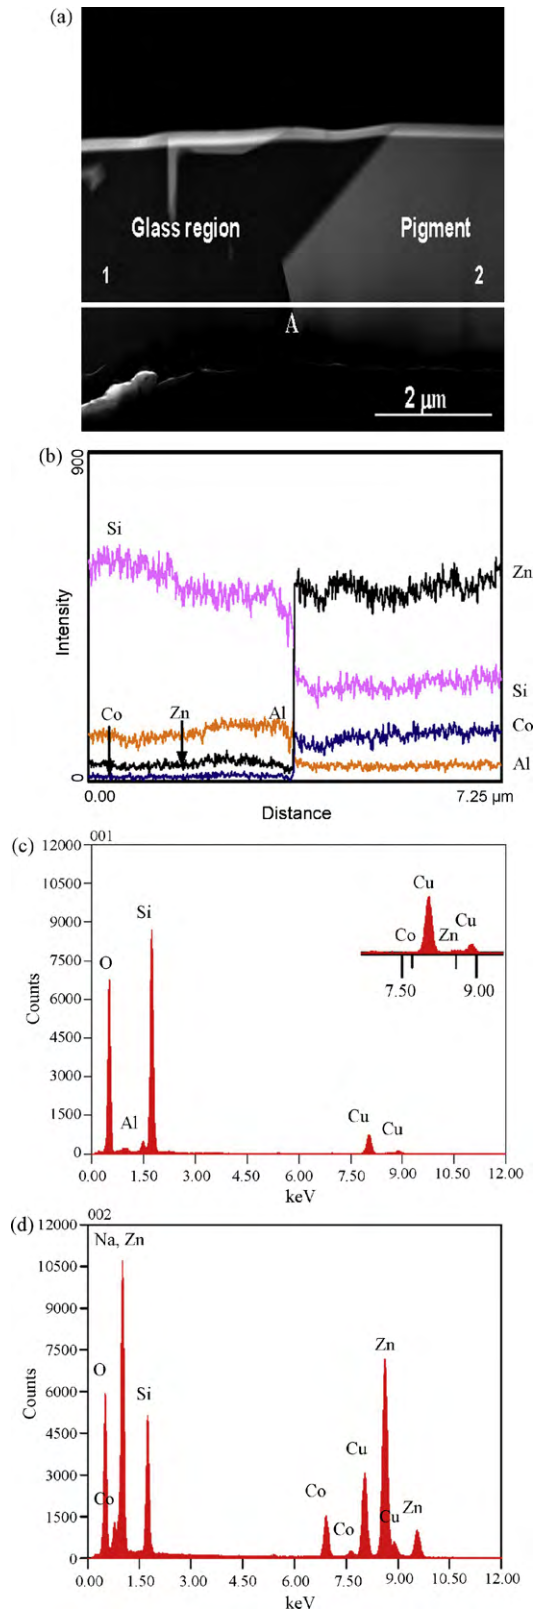 (a)
Glass region
Pigment
1
2
A
2 μm
(b)
900
Si
Zn
Intensity
Si
Co
Zn
Al
Co
Al
0
0.00
7.25 μm
Distance
(c)
001
12000
10500
9000
7500
6000
4500
3000
1500
0
Counts
Si
O
Al
Cu
Cu
Cu
Cu
Co
Zn
7.50
9.00
0.00 1.50 3.00 4.50 6.00 7.50 9.00 10.50 12.00
keV
(d)
002
12000
10500
9000
7500
6000
4500
3000
1500
0
Counts
Na, Zn
O
Si
Co
Zn
Cu
Co
Co
Cu
Zn
0.00 1.50 3.00 4.50 6.00 7.50 9.00 10.50 12.00
keV